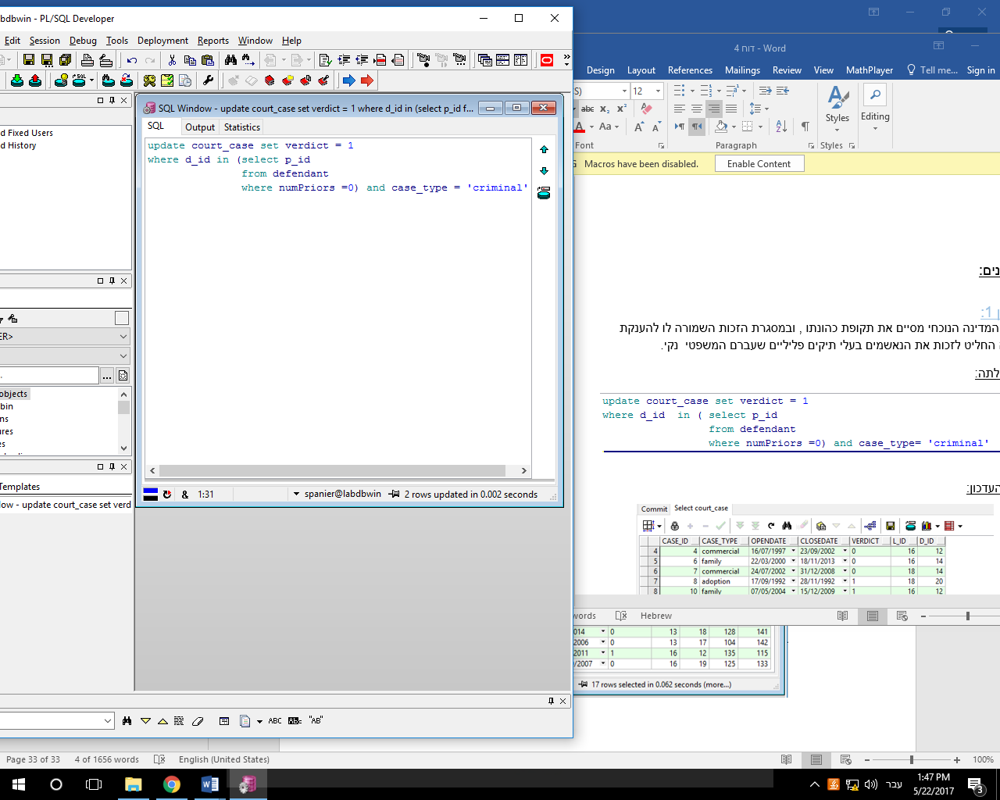 bdbwin - PL/SQL Developer
Edit Session Debug Tools Deployment Reports Window Help
d Fixed Users
d History
ER>
objects
bin
ns
ures
es
Templates
ow - update court_case set verd
SQL Window - update court_case set verdict = 1 where d_id in (select p_id f...
SQL Output Statistics
update court_case set verdict = 1
where d_id in (select p_id
from defendant
where numPriors =0) and case_type = 'criminal'
& 1:31 spanier@labdbwin 2 rows updated in 0.002 seconds
ABC "AB"
דוח 4 - Word
Design Layout References Mailings Review View MathPlayer Tell me... Sign in
S) 12
abc x₂ x²
A Aa A A
Font Paragraph Styles
Styles Editing
Macros have been disabled. Enable Content
נים:
1:
המדינה הנוכחי מסיים את תקופת כהונתו , ובמסגרת הזכות השמורה לו להענקת
החליט לזכות את הנאשמים בעלי תיקים פליליים שעברם המשפטי נקי.
לתה:
update court_case set verdict = 1
where d_id in ( select p_id
from defendant
where numPriors =0) and case_type= 'criminal'
העדכון:
Commit Select court_case
CASE_ID CASE_TYPE OPENDATE CLOSEDATE VERDICT L_ID D_ID
4 4 commercial 16/07/1997 23/09/2002 0 16 12
5 6 family 22/03/2000 18/11/2013 0 16 14
6 7 commercial 24/07/2002 31/12/2008 0 18 14
7 8 adoption 17/09/1992 28/11/1992 1 18 20
8 10 family 07/05/2004 15/12/2009 1 16 12
words Hebrew
014 0 13 18 128 141
2006 0 13 17 104 142
2011 1 16 12 135 115
/2007 0 16 19 125 133
17 rows selected in 0.062 seconds (more...)
Page 33 of 33 4 of 1656 words English (United States) 100%
עבר 1:47 PM
5/22/2017 3